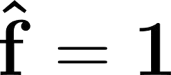 f̂ = 1